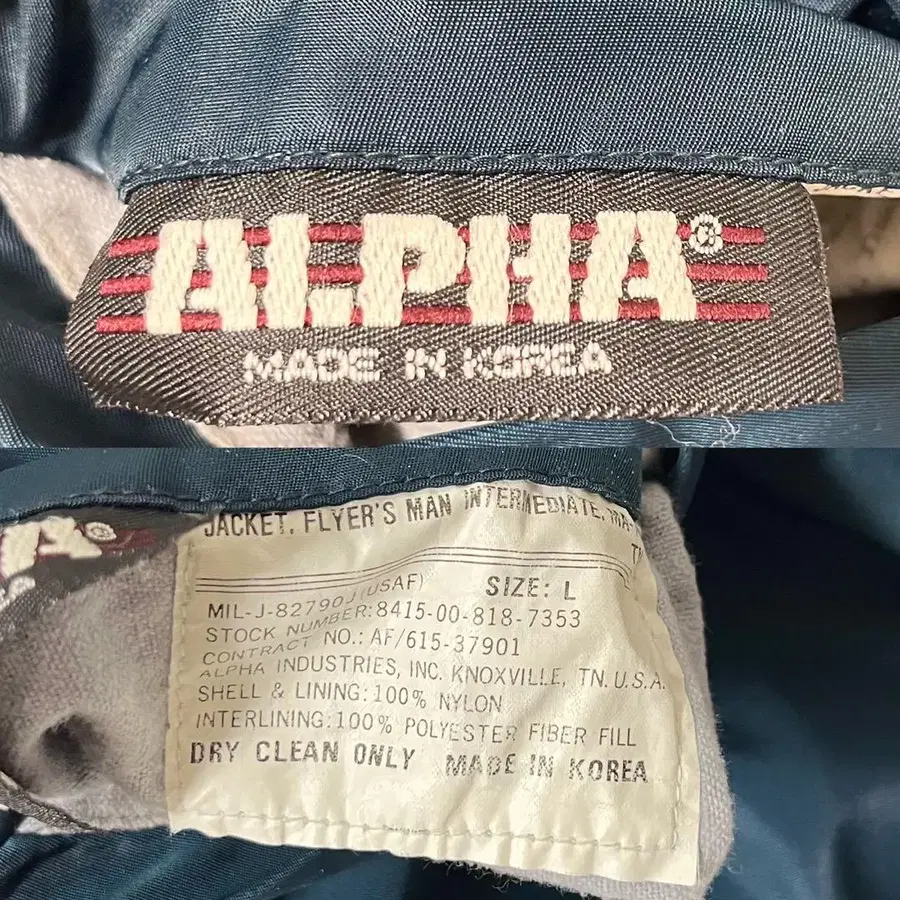 ALPHA®
MADE IN KOREA
JACKET, FLYER'S MAN INTERMEDIATE, MA-
SIZE: L
MIL-J-82790J (USAF)
STOCK NUMBER:8415-00-818-7353
CONTRACT NO.: AF/615-37901
ALPHA INDUSTRIES, INC. KNOXVILLE, TN. U.S.A.
SHELL & LINING:100% NYLON
INTERLINING:100% POLYESTER FIBER FILL
DRY CLEAN ONLY MADE IN KOREA
HA®